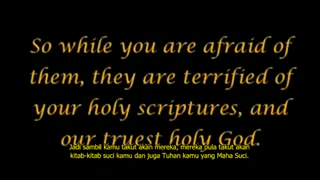 So while you are afraid of
them, they are terrified of
your holy scriptures, and
our truest holy God.
Jadi sambil kamu takut akan mereka, mereka pula takut akan
kitab-kitab suci kamu dan juga Tuhan kamu yang Maha Suci.